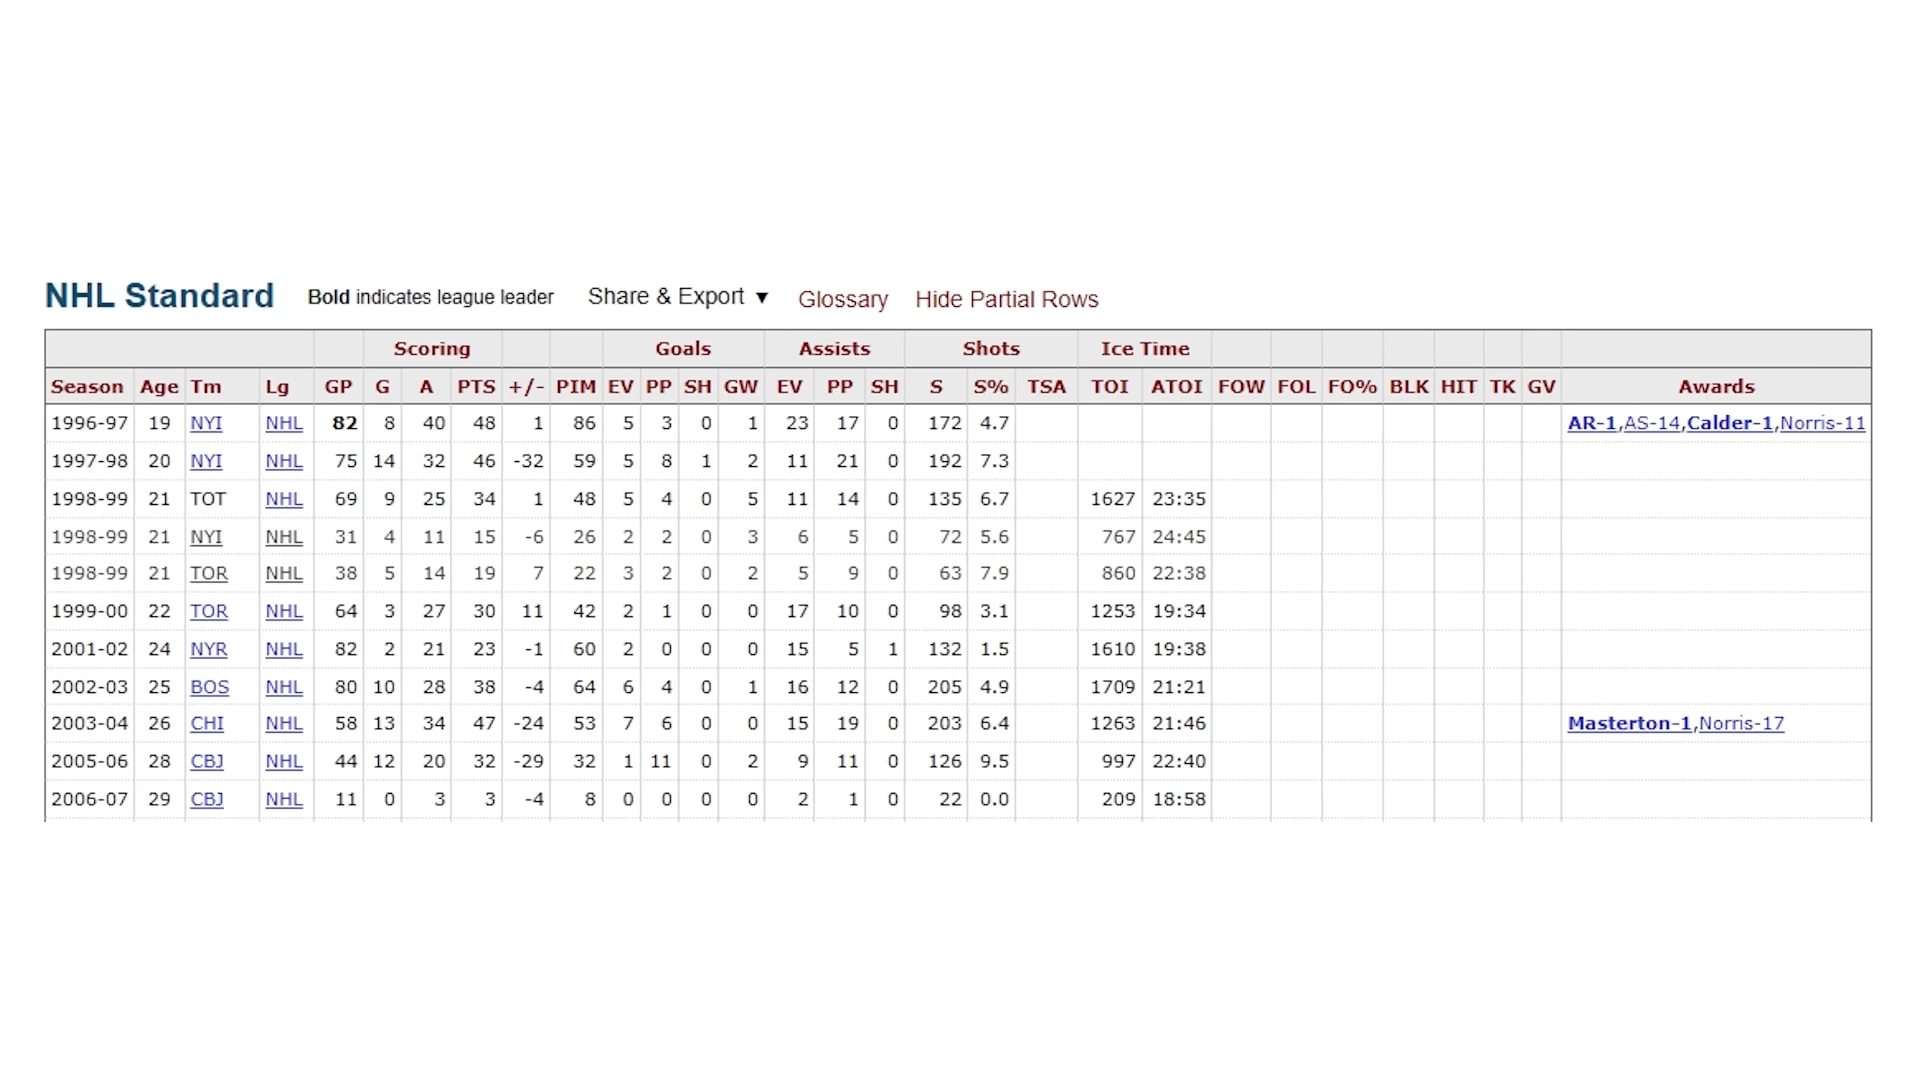 NHL Standard Bold indicates league leader Share & Export ▼ Glossary Hide Partial Rows
Scoring Goals Assists Shots Ice Time
Season Age Tm Lg GP G A PTS +/- PIM EV PP SH GW EV PP SH S S% TSA TOI ATOI FOW FOL FO% BLK HIT TK GV Awards
1996-97 19 NYI NHL 82 8 40 48 1 86 5 3 0 1 23 17 0 172 4.7 AR-1,AS-14,Calder-1,Norris-11
1997-98 20 NYI NHL 75 14 32 46 -32 59 5 8 1 2 11 21 0 192 7.3
1998-99 21 TOT NHL 69 9 25 34 1 48 5 4 0 5 11 14 0 135 6.7 1627 23:35
1998-99 21 NYI NHL 31 4 11 15 -6 26 2 2 0 3 6 5 0 72 5.6 767 24:45
1998-99 21 TOR NHL 38 5 14 19 7 22 3 2 0 2 5 9 0 63 7.9 860 22:38
1999-00 22 TOR NHL 64 3 27 30 11 42 2 1 0 0 17 10 0 98 3.1 1253 19:34
2001-02 24 NYR NHL 82 2 21 23 -1 60 2 0 0 0 15 5 1 132 1.5 1610 19:38
2002-03 25 BOS NHL 80 10 28 38 -4 64 6 4 0 1 16 12 0 205 4.9 1709 21:21
2003-04 26 CHI NHL 58 13 34 47 -24 53 7 6 0 0 15 19 0 203 6.4 1263 21:46 Masterton-1,Norris-17
2005-06 28 CBJ NHL 44 12 20 32 -29 32 1 11 0 2 9 11 0 126 9.5 997 22:40
2006-07 29 CBJ NHL 11 0 3 3 -4 8 0 0 0 0 2 1 0 22 0.0 209 18:58